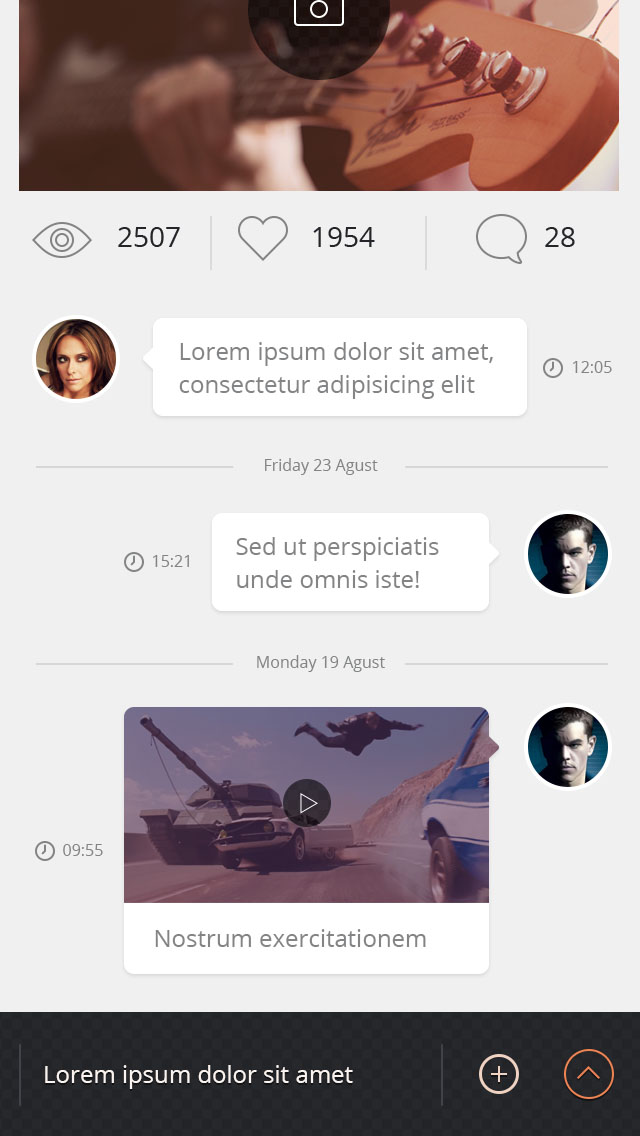 Fender
2507
1954
28
Lorem ipsum dolor sit amet,
consectetur adipisicing elit
12:05
Friday 23 Agust
15:21
Sed ut perspiciatis
unde omnis iste!
Monday 19 Agust
09:55
Nostrum exercitationem
Lorem ipsum dolor sit amet